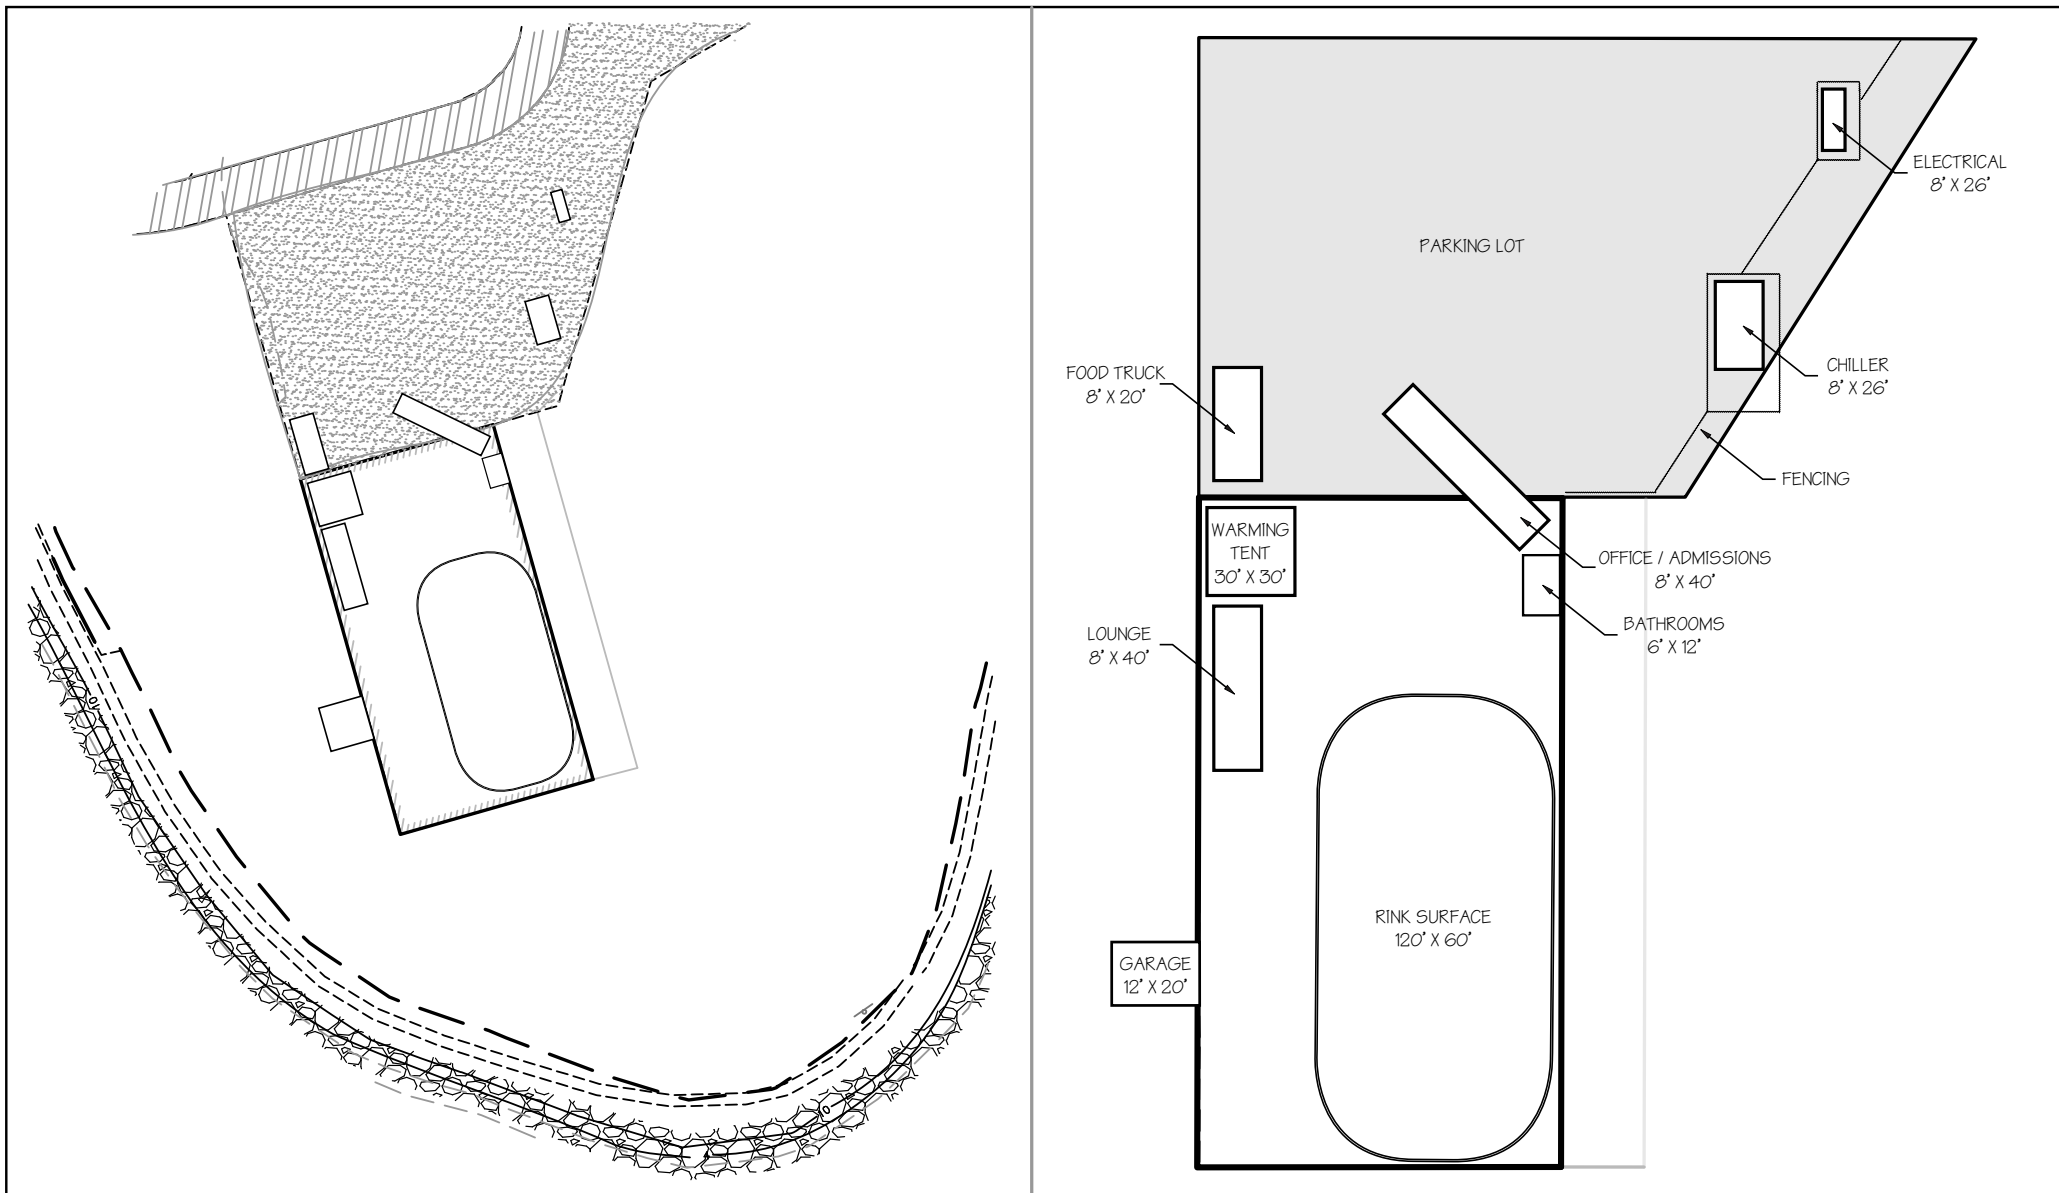 ELECTRICAL
8' X 26'
PARKING LOT
CHILLER
8' X 26'
FOOD TRUCK
8' X 20'
FENCING
WARMING
TENT
30' X 30'
OFFICE / ADMISSIONS
8' X 40'
BATHROOMS
6' X 12'
LOUNGE
8' X 40'
RINK SURFACE
120' X 60'
GARAGE
12' X 20'